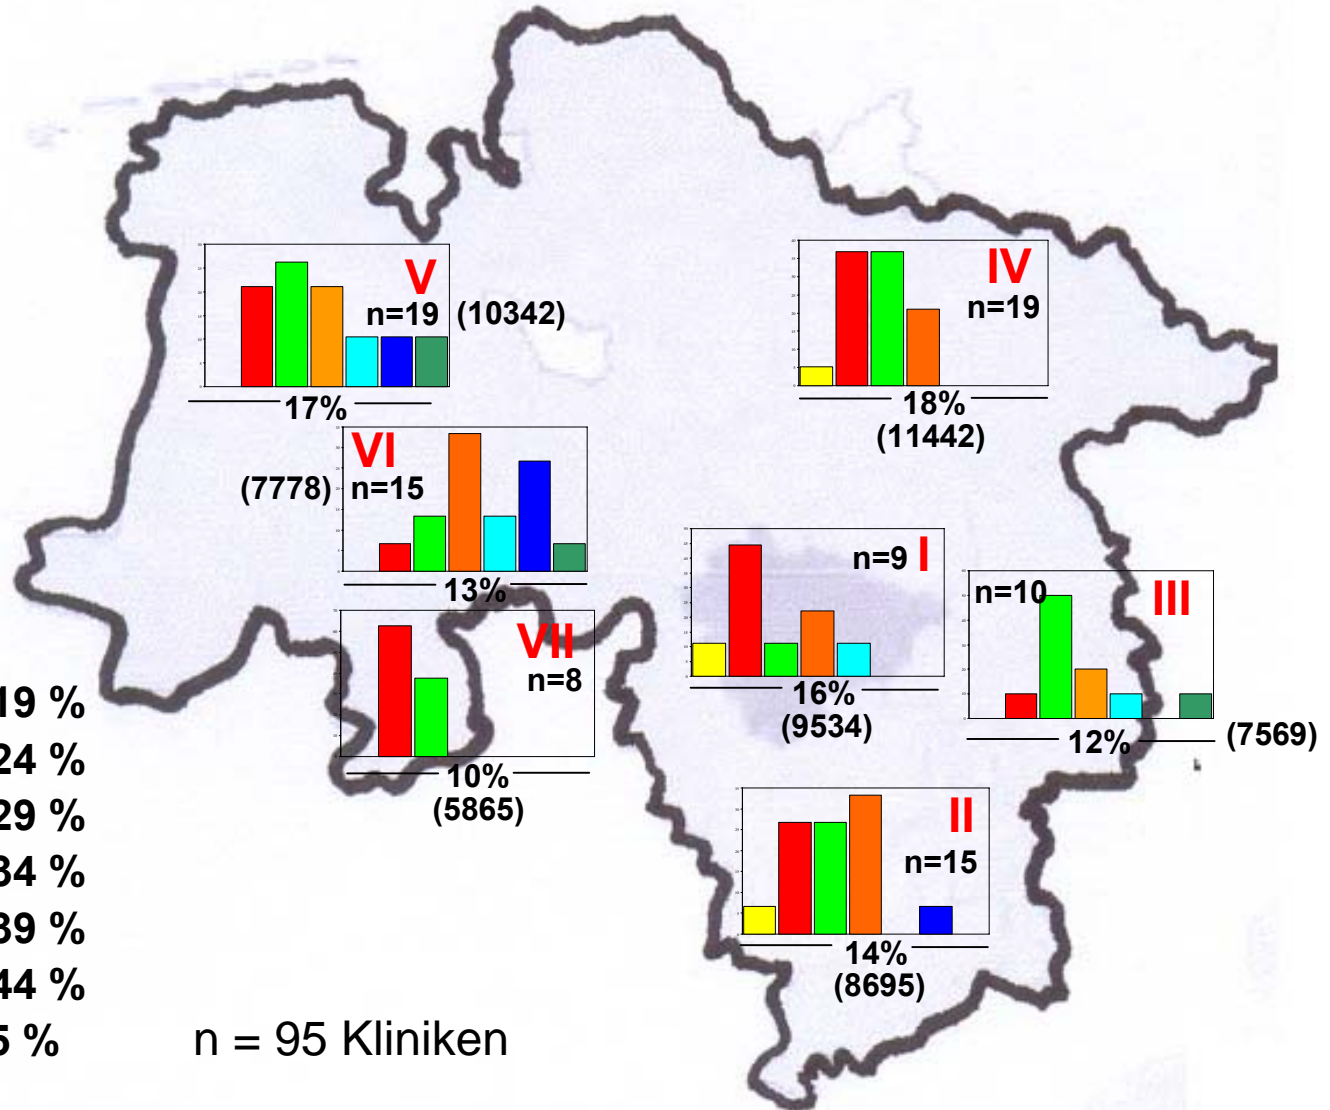 V
n=19 (10342)
17%
IV
n=19
18%
(11442)
VI
(7778) n=15
13%
n=9 I
16%
(9534)
n=10 III
12% (7569)
VII
n=8
10%
(5865)
II
n=15
14%
(8695)
19 %
24 %
29 %
34 %
39 %
44 %
5 %
n = 95 Kliniken